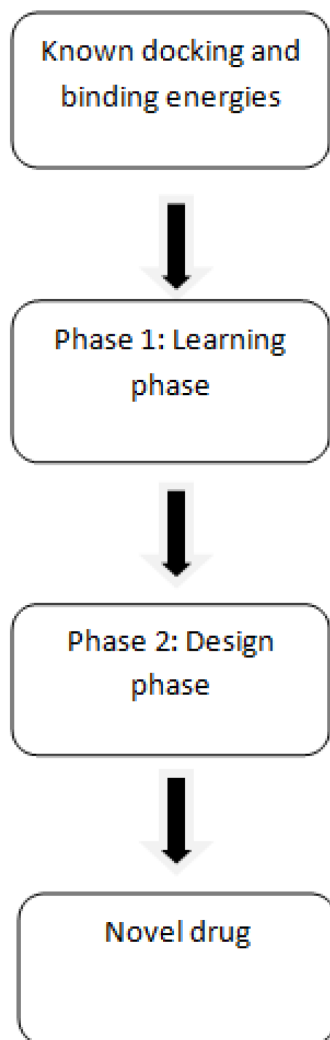 Known docking and
binding energies
Phase 1: Learning
phase
Phase 2: Design
phase
Novel drug